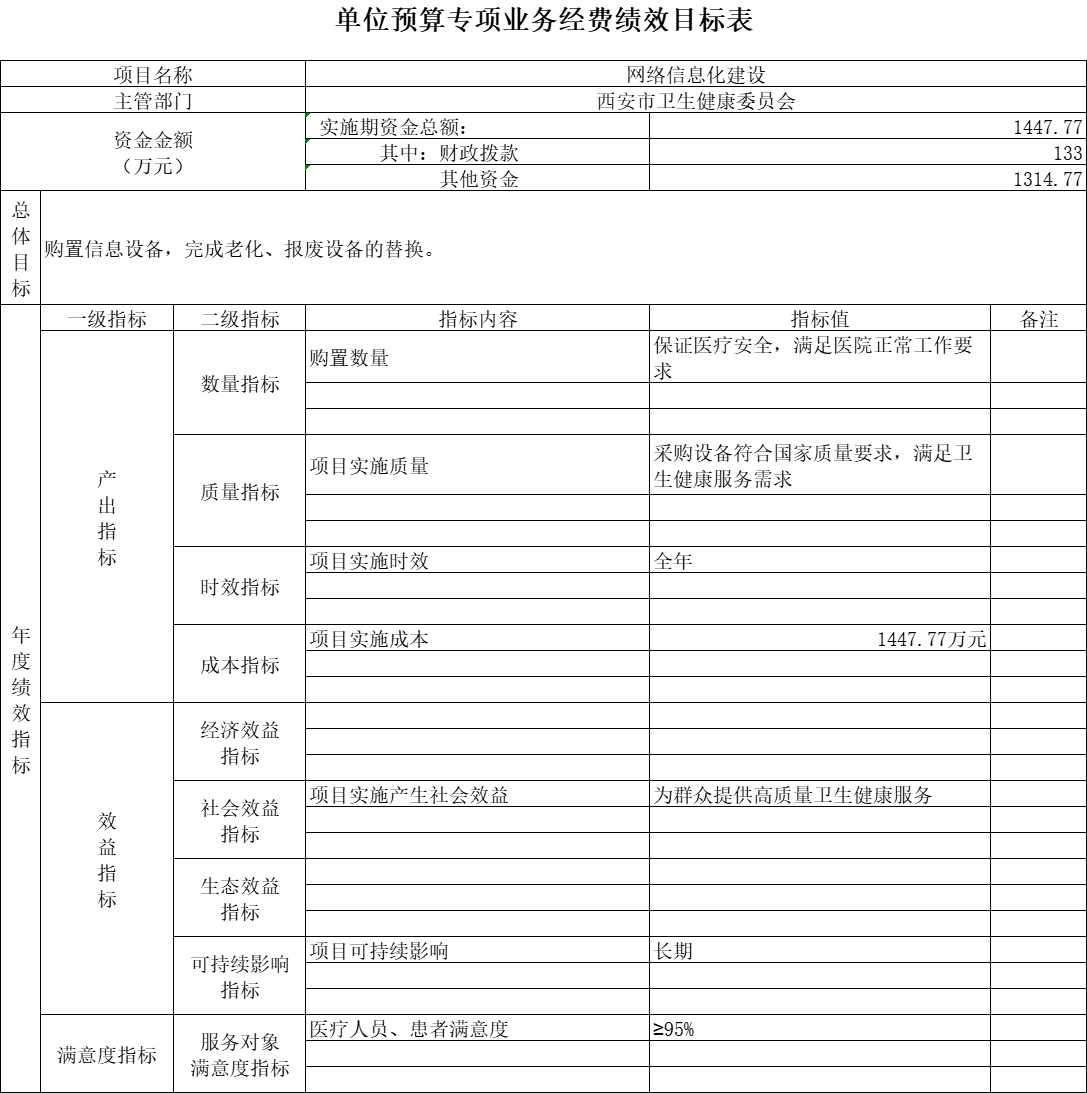 单位预算专项业务经费绩效目标表
项目名称 网络信息化建设
主管部门 西安市卫生健康委员会
资金金额
（万元）
实施期资金总额： 1447.77
其中：财政拨款 133
其他资金 1314.77
总体目标
购置信息设备，完成老化、报废设备的替换。
年度绩效指标
一级指标 二级指标 指标内容 指标值 备注
产出指标
数量指标 购置数量 保证医疗安全，满足医院正常工作要
求
质量指标 项目实施质量 采购设备符合国家质量要求，满足卫
生健康服务需求
时效指标 项目实施时效 全年
成本指标 项目实施成本 1447.77万元
效益指标
经济效益
指标
社会效益
指标
项目实施产生社会效益 为群众提供高质量卫生健康服务
生态效益
指标
可持续影响
指标
项目可持续影响 长期
满意度指标
服务对象
满意度指标
医疗人员、患者满意度 ≥95%